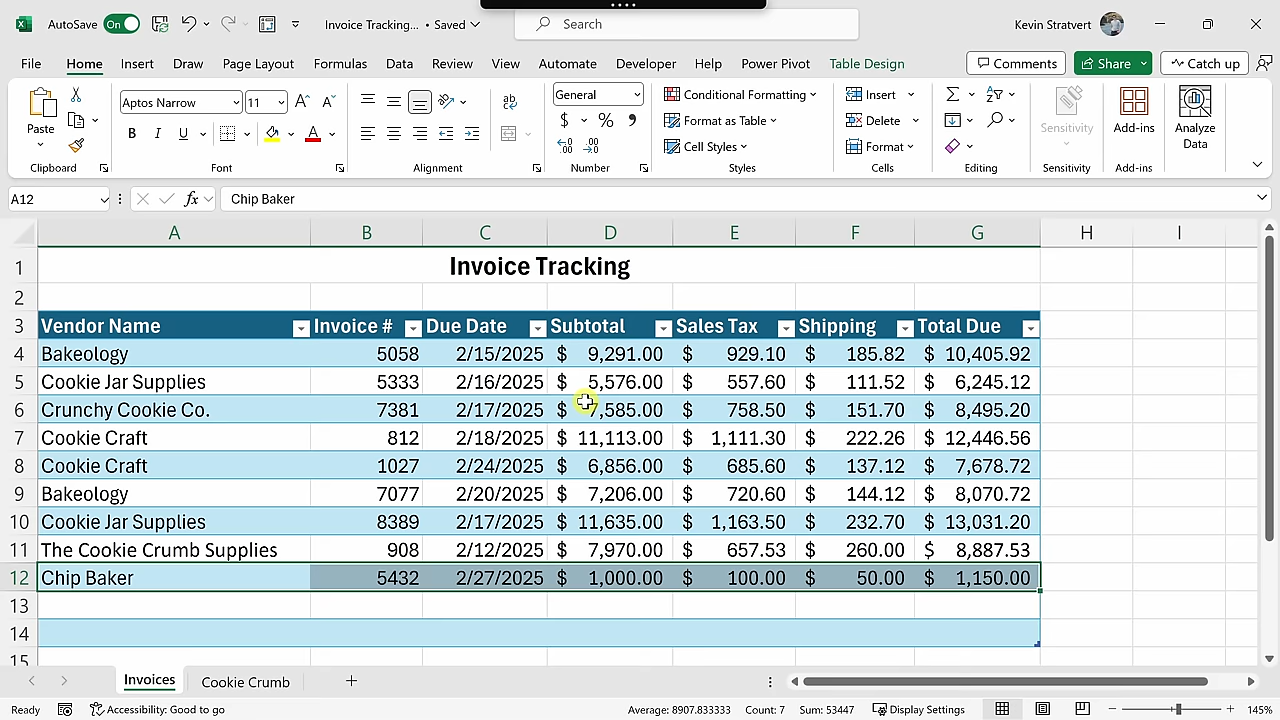 AutoSave On Invoice Tracking... • Saved Search Kevin Stratvert
File Home Insert Draw Page Layout Formulas Data Review View Automate Developer Help Power Pivot Table Design Comments Share Catch up
Paste Aptos Narrow 11 General Conditional Formatting Insert Sensitivity Add-ins Analyze Data
B I U A $ % 9 Format as Table Delete
Cell Styles Format
Clipboard Font Alignment Number Styles Cells Editing Sensitivity Add-ins
A12 fx Chip Baker
A B C D E F G H I
1 Invoice Tracking
2
3 Vendor Name Invoice # Due Date Subtotal Sales Tax Shipping Total Due
4 Bakeology 5058 2/15/2025 $ 9,291.00 $ 929.10 $ 185.82 $ 10,405.92
5 Cookie Jar Supplies 5333 2/16/2025 $ 5,576.00 $ 557.60 $ 111.52 $ 6,245.12
6 Crunchy Cookie Co. 7381 2/17/2025 $ 7,585.00 $ 758.50 $ 151.70 $ 8,495.20
7 Cookie Craft 812 2/18/2025 $ 11,113.00 $ 1,111.30 $ 222.26 $ 12,446.56
8 Cookie Craft 1027 2/24/2025 $ 6,856.00 $ 685.60 $ 137.12 $ 7,678.72
9 Bakeology 7077 2/20/2025 $ 7,206.00 $ 720.60 $ 144.12 $ 8,070.72
10 Cookie Jar Supplies 8389 2/17/2025 $ 11,635.00 $ 1,163.50 $ 232.70 $ 13,031.20
11 The Cookie Crumb Supplies 908 2/12/2025 $ 7,970.00 $ 657.53 $ 260.00 $ 8,887.53
12 Chip Baker 5432 2/27/2025 $ 1,000.00 $ 100.00 $ 50.00 $ 1,150.00
13
14
15
Invoices Cookie Crumb +
Ready Accessibility: Good to go Average: 8907.833333 Count: 7 Sum: 53447 Display Settings 145%